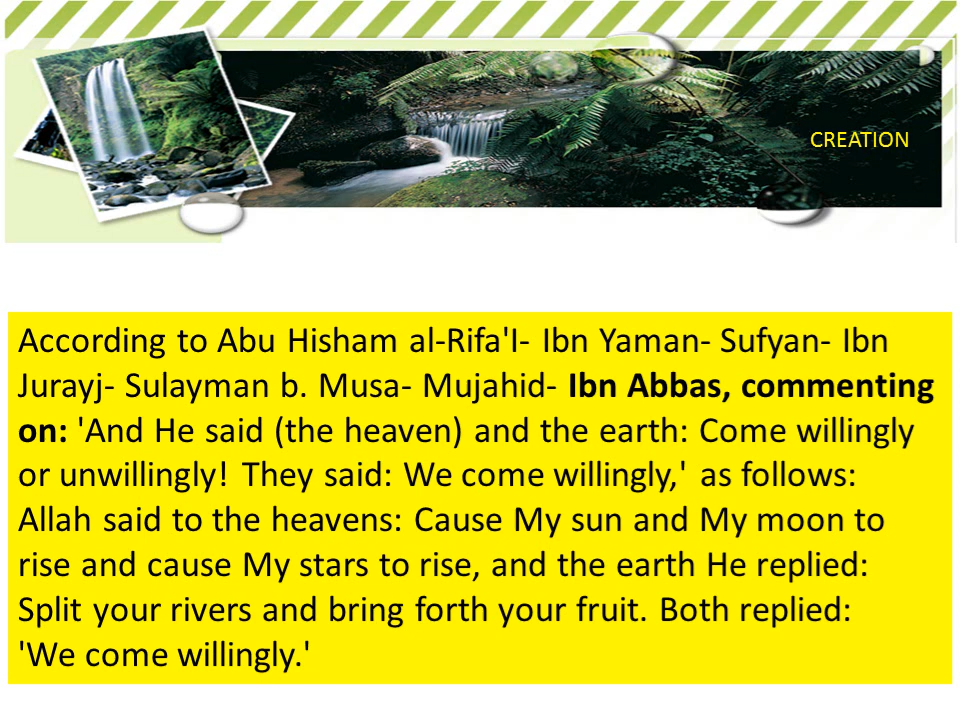 CREATION
According to Abu Hisham al-Rifa'I- Ibn Yaman- Sufyan- Ibn
Jurayj- Sulayman b. Musa- Mujahid- Ibn Abbas, commenting
on: 'And He said (the heaven) and the earth: Come willingly
or unwillingly! They said: We come willingly,' as follows:
Allah said to the heavens: Cause My sun and My moon to
rise and cause My stars to rise, and the earth He replied:
Split your rivers and bring forth your fruit. Both replied:
'We come willingly.'